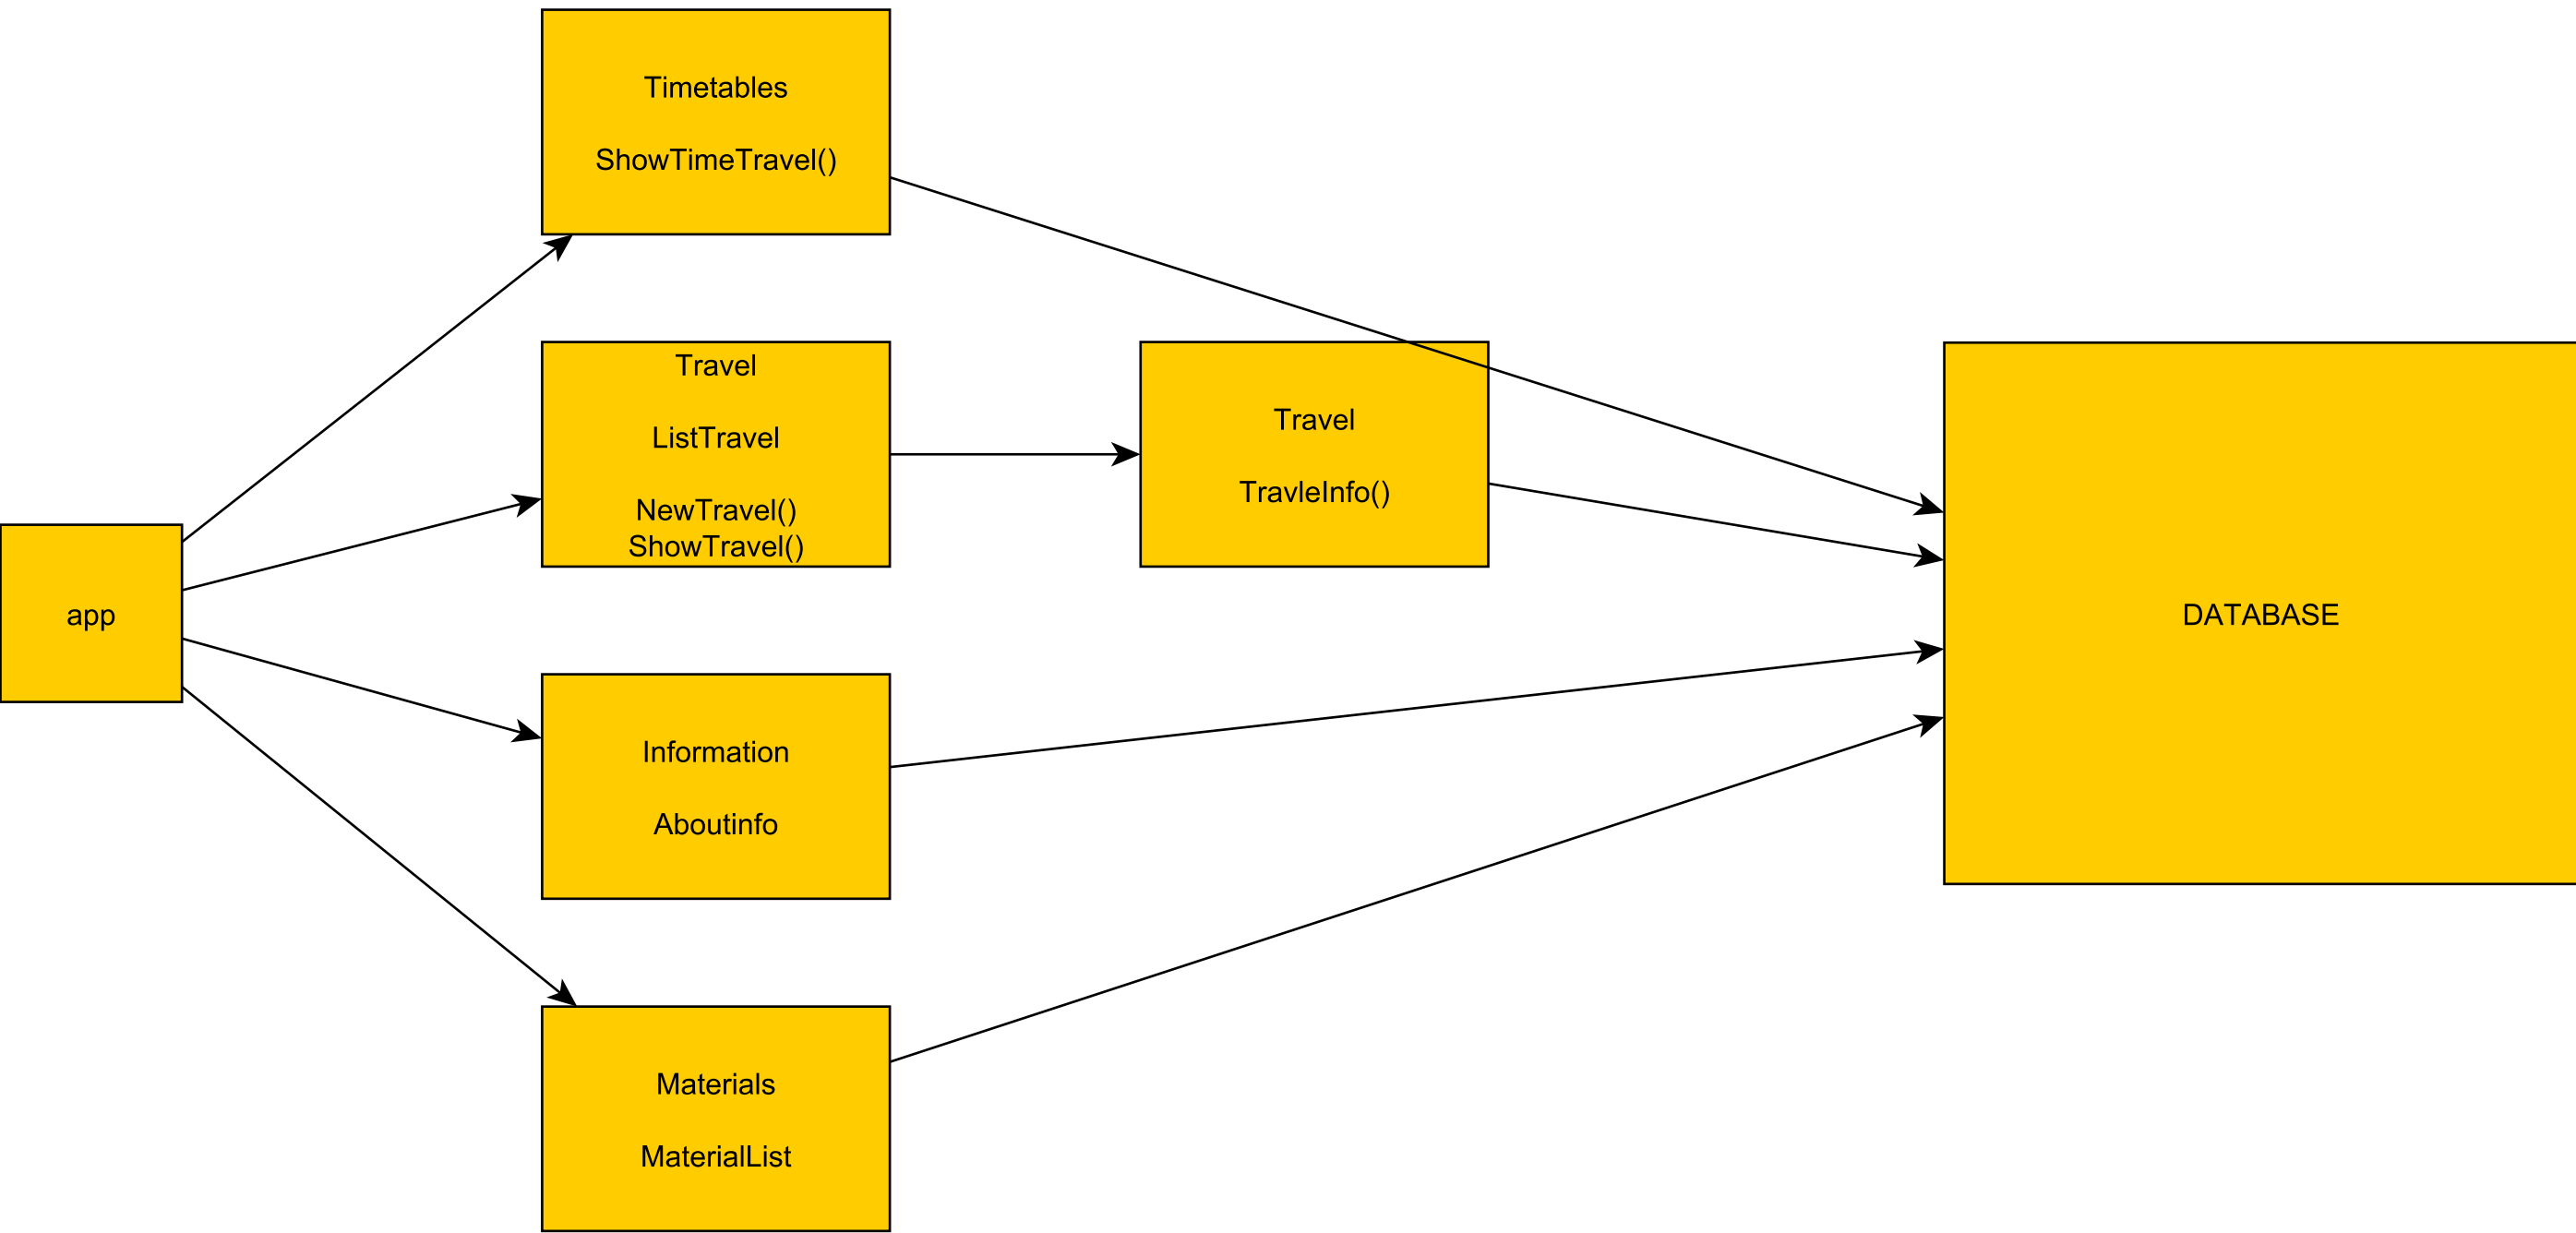 Timetables
ShowTimeTravel()
Travel
ListTravel
NewTravel()
ShowTravel()
Travel
TravleInfo()
app
DATABASE
Information
Aboutinfo
Materials
MaterialList